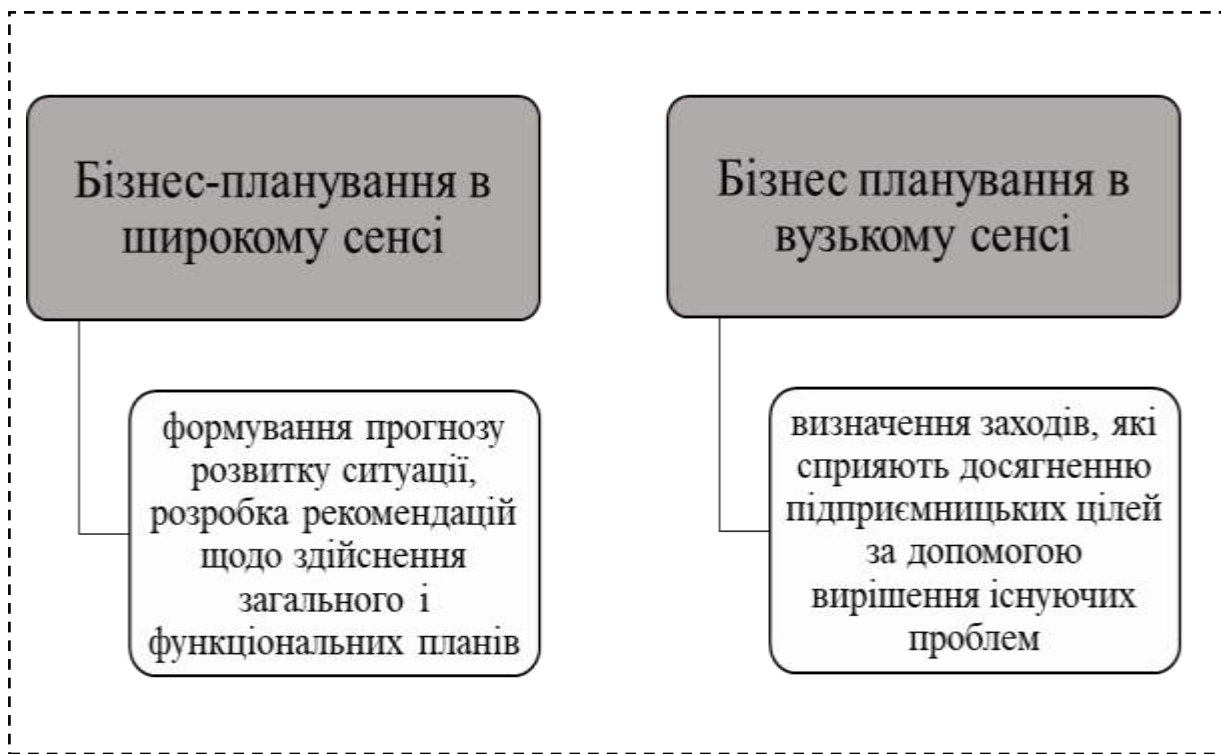 Бізнес-планування в
широкому сенсі
формування прогнозу
розвитку ситуації,
розробка рекомендацій
щодо здійснення
загального і
функціональних планів
Бізнес планування в
вузькому сенсі
визначення заходів, які
сприяють досягненню
підприємницьких цілей
за допомогою
вирішення існуючих
проблем